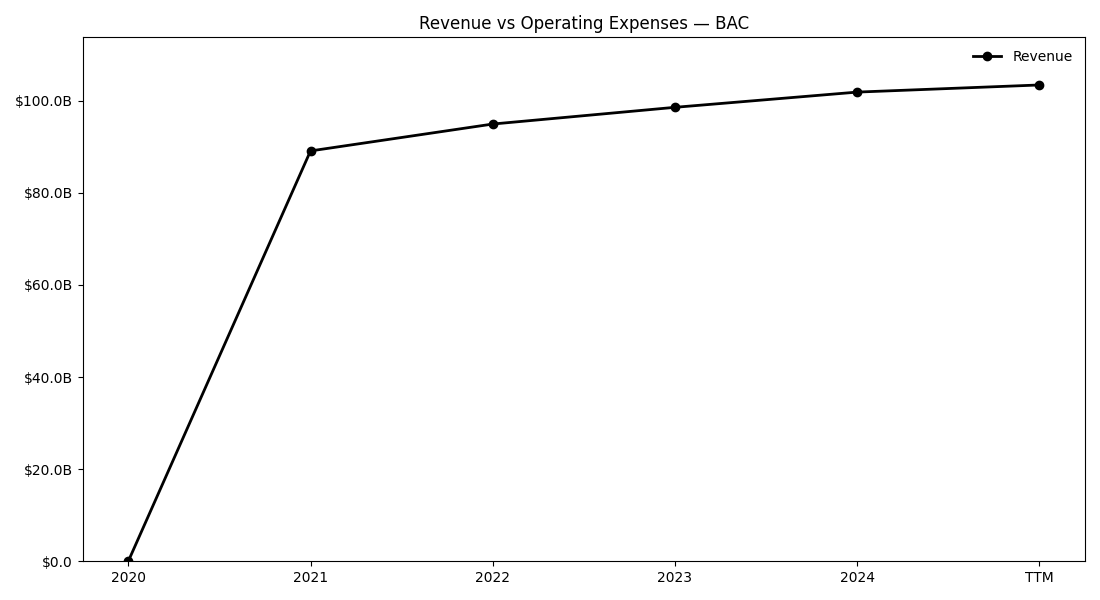 Revenue vs Operating Expenses — BAC
Revenue
$100.0B
$80.0B
$60.0B
$40.0B
$20.0B
$0.0
2020 2021 2022 2023 2024 TTM